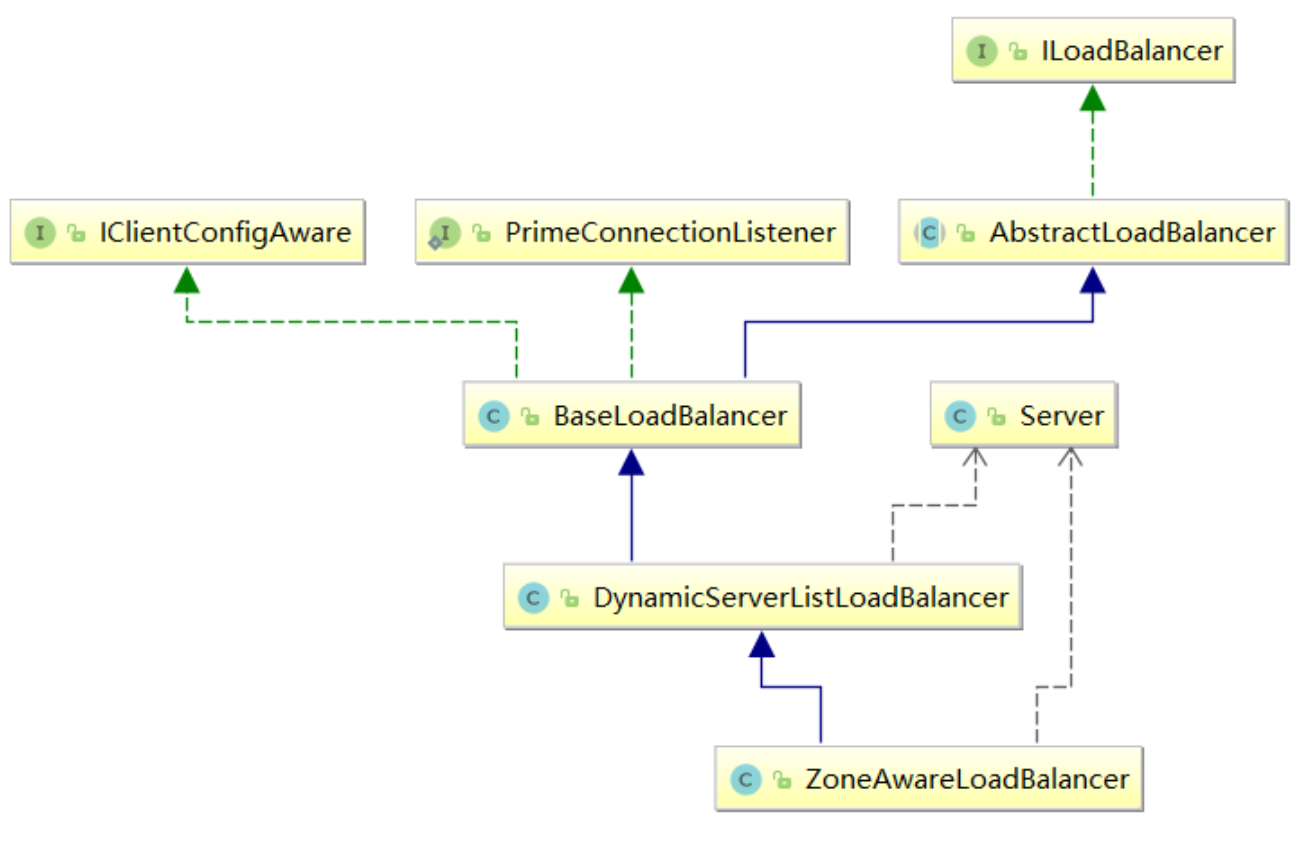 I ILoadBalancer
I IClientConfigAware
I PrimeConnectionListener
C AbstractLoadBalancer
C BaseLoadBalancer
C Server
C DynamicServerListLoadBalancer
C ZoneAwareLoadBalancer